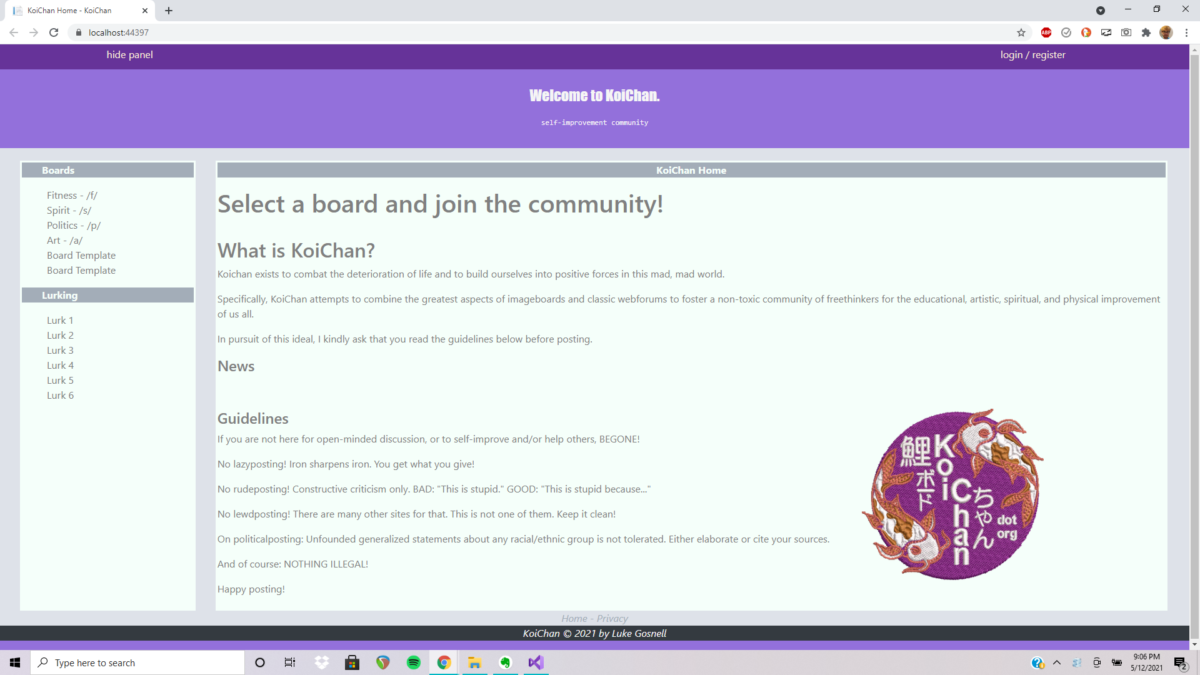 KoiChan Home - KoiChan
localhost:44397
ABP
hide panel
login / register
Welcome to KoiChan.
self-improvement community
Boards
Fitness - /f/
Spirit - /s/
Politics - /p/
Art - /a/
Board Template
Board Template
Lurking
Lurk 1
Lurk 2
Lurk 3
Lurk 4
Lurk 5
Lurk 6
KoiChan Home
Select a board and join the community!
What is KoiChan?
Koichan exists to combat the deterioration of life and to build ourselves into positive forces in this mad, mad world.
Specifically, KoiChan attempts to combine the greatest aspects of imageboards and classic webforums to foster a non-toxic community of freethinkers for the educational, artistic, spiritual, and physical improvement
of us all.
In pursuit of this ideal, I kindly ask that you read the guidelines below before posting.
News
Guidelines
If you are not here for open-minded discussion, or to self-improve and/or help others, BEGONE!
No lazyposting! Iron sharpens iron. You get what you give!
No rudeposting! Constructive criticism only. BAD: "This is stupid." GOOD: "This is stupid because..."
No lewdposting! There are many other sites for that. This is not one of them. Keep it clean!
On politicalposting: Unfounded generalized statements about any racial/ethnic group is not tolerated. Either elaborate or cite your sources.
And of course: NOTHING ILLEGAL!
Happy posting!
鯉ボード
KoiChan
ちゃん
dot
org
Home - Privacy
KoiChan © 2021 by Luke Gosnell
Type here to search
9:06 PM
5/12/2021
2